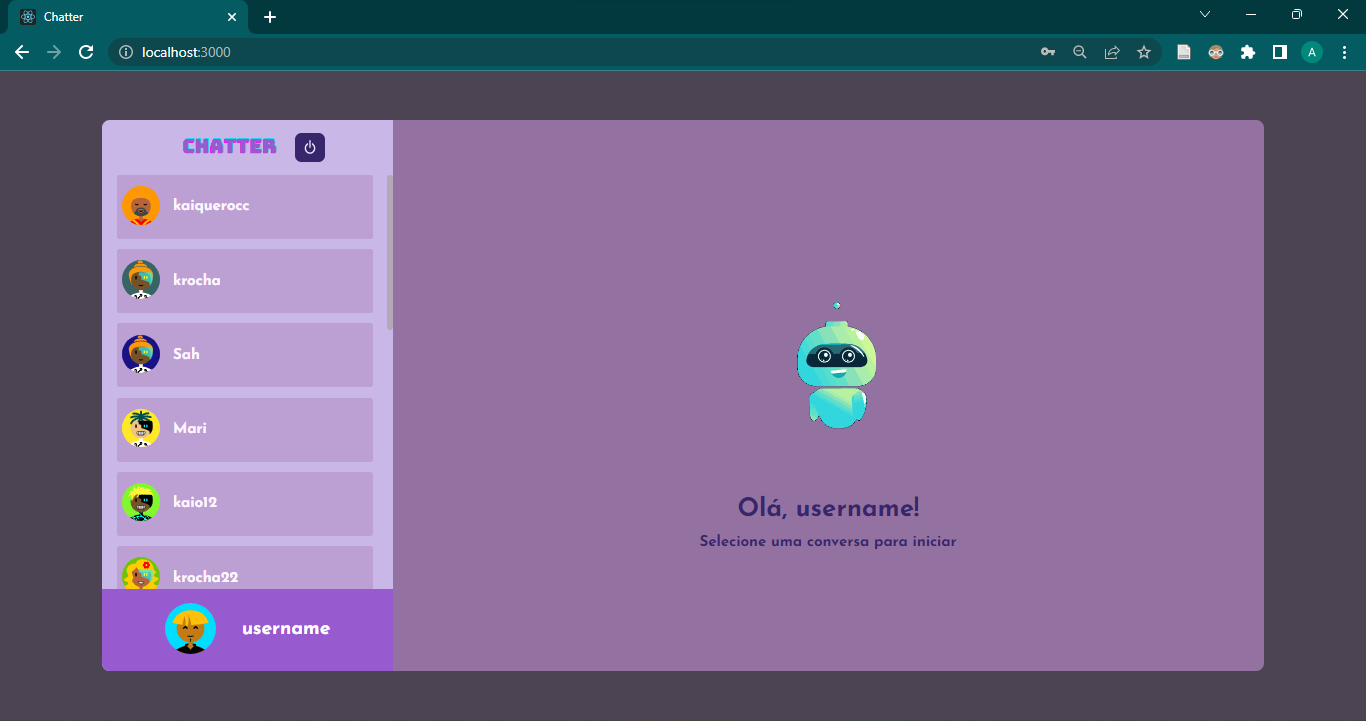 Chatter
localhost:3000
A
CHATTER
kaiquerocc
krocha
Sah
Mari
kaio12
krocha22
username
Olá, username!
Selecione uma conversa para iniciar